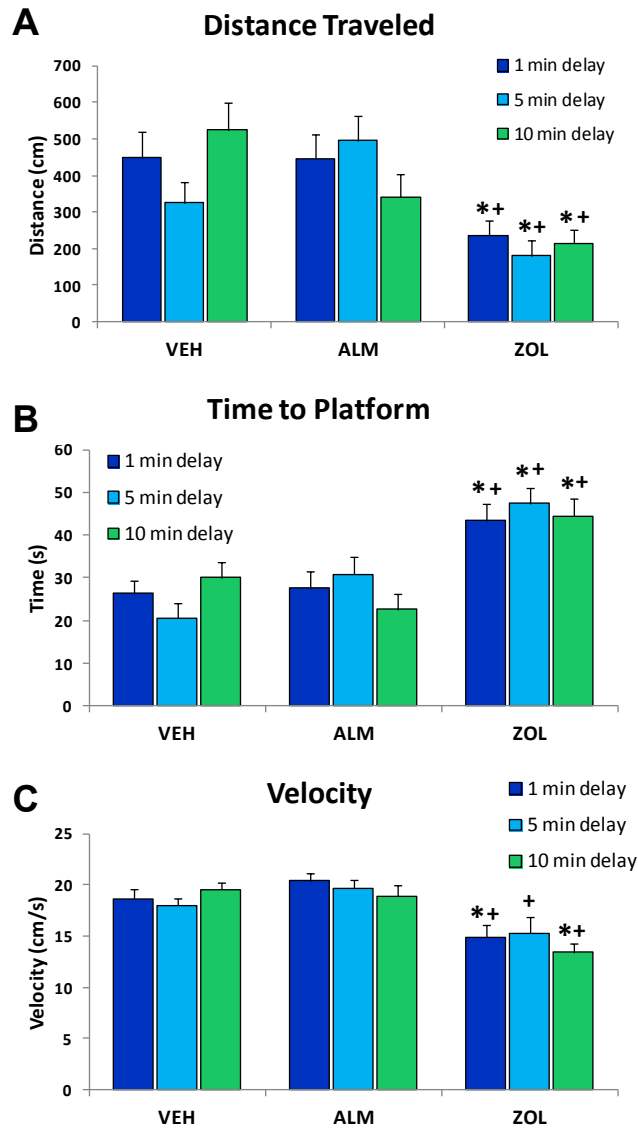 A
Distance Traveled
700
600
500
400
300
200
100
0
Distance (cm)
1 min delay
5 min delay
10 min delay
*+ *+ *+
VEH ALM ZOL
B
Time to Platform
60
50
40
30
20
10
0
Time (s)
1 min delay
5 min delay
10 min delay
*+ *+ *+
VEH ALM ZOL
C
Velocity
25
20
15
10
5
0
Velocity (cm/s)
1 min delay
5 min delay
10 min delay
*+ + *+
VEH ALM ZOL